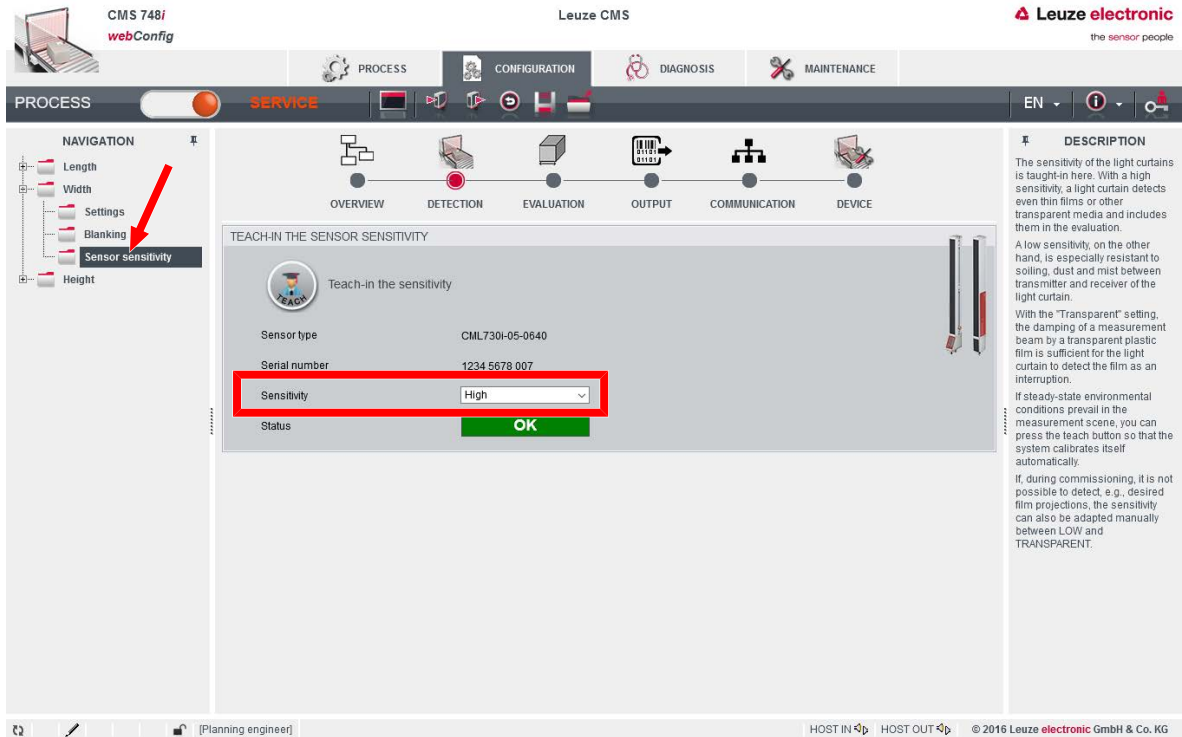 CMS 748i
webConfig
Leuze CMS
Leuze electronic
the sensor people
PROCESS
CONFIGURATION
DIAGNOSIS
MAINTENANCE
PROCESS
SERVICE
EN
NAVIGATION
Length
Width
Settings
Blanking
Sensor sensitivity
Height
OVERVIEW
DETECTION
EVALUATION
OUTPUT
COMMUNICATION
DEVICE
TEACH-IN THE SENSOR SENSITIVITY
TEACH
Teach-in the sensitivity
Sensor type CML730i-05-0640
Serial number 1234 5678 007
Sensitivity High
Status OK
DESCRIPTION
The sensitivity of the light curtains
is taught-in here. With a high
sensitivity, a light curtain detects
even thin films or other
transparent media and includes
them in the evaluation.
A low sensitivity, on the other
hand, is especially resistant to
soiling, dust and mist between
transmitter and receiver of the
light curtain.
With the "Transparent" setting,
the damping of a measurement
beam by a transparent plastic
film is sufficient for the light
curtain to detect the film as an
interruption.
If steady-state environmental
conditions prevail in the
measurement scene, you can
press the teach button so that the
system calibrates itself
automatically.
If, during commissioning, it is not
possible to detect, e.g., desired
film projections, the sensitivity
can also be adapted manually
between LOW and
TRANSPARENT.
[Planning engineer]
HOST IN HOST OUT © 2016 Leuze electronic GmbH & Co. KG